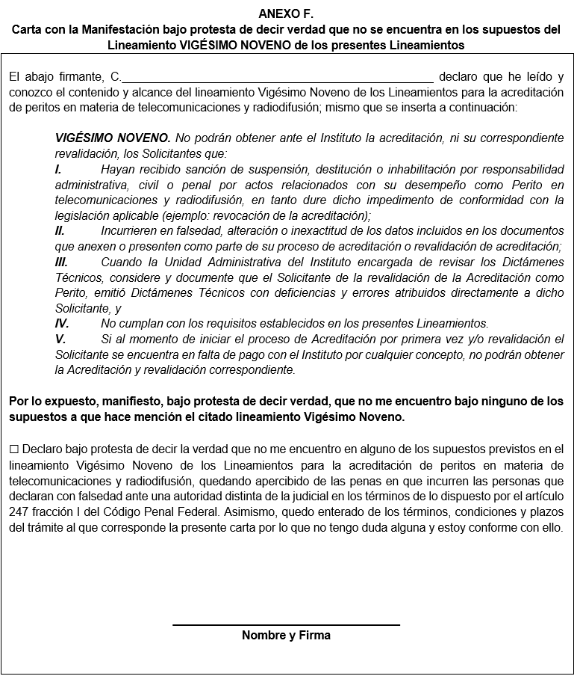 ANEXO F.
Carta con la Manifestación bajo protesta de decir verdad que no se encuentra en los supuestos del
Lineamiento VIGÉSIMO NOVENO de los presentes Lineamientos
El abajo firmante, C.__________________________________________________ declaro que he leído y
conozco el contenido y alcance del lineamiento Vigésimo Noveno de los Lineamientos para la acreditación
de peritos en materia de telecomunicaciones y radiodifusión; mismo que se inserta a continuación:
VIGÉSIMO NOVENO. No podrán obtener ante el Instituto la acreditación, ni su correspondiente
revalidación, los Solicitantes que:
I. Hayan recibido sanción de suspensión, destitución o inhabilitación por responsabilidad
administrativa, civil o penal por actos relacionados con su desempeño como Perito en
telecomunicaciones y radiodifusión, en tanto dure dicho impedimento de conformidad con la
legislación aplicable (ejemplo: revocación de la acreditación);
II. Incurrieren en falsedad, alteración o inexactitud de los datos incluidos en los documentos
que anexen o presenten como parte de su proceso de acreditación o revalidación de acreditación;
III. Cuando la Unidad Administrativa del Instituto encargada de revisar los Dictámenes
Técnicos, considere y documente que el Solicitante de la revalidación de la Acreditación como
Perito, emitió Dictámenes Técnicos con deficiencias y errores atribuidos directamente a dicho
Solicitante, y
IV. No cumplan con los requisitos establecidos en los presentes Lineamientos.
V. Si al momento de iniciar el proceso de Acreditación por primera vez y/o revalidación el
Solicitante se encuentra en falta de pago con el Instituto por cualquier concepto, no podrán obtener
la Acreditación y revalidación correspondiente.
Por lo expuesto, manifiesto, bajo protesta de decir verdad, que no me encuentro bajo ninguno de los
supuestos a que hace mención el citado lineamiento Vigésimo Noveno.
☐ Declaro bajo protesta de decir la verdad que no me encuentro en alguno de los supuestos previstos en el
lineamiento Vigésimo Noveno de los Lineamientos para la acreditación de peritos en materia de
telecomunicaciones y radiodifusión, quedando apercibido de las penas en que incurren las personas que
declaran con falsedad ante una autoridad distinta de la judicial en los términos de lo dispuesto por el artículo
247 fracción I del Código Penal Federal. Asimismo, quedo enterado de los términos, condiciones y plazos
del trámite al que corresponde la presente carta por lo que no tengo duda alguna y estoy conforme con ello.
Nombre y Firma